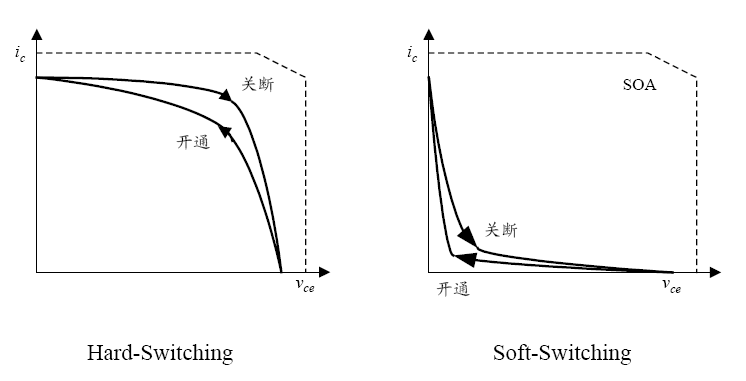 i_c
关断
开通
v_ce
Hard-Switching
i_c
SOA
关断
开通
v_ce
Soft-Switching